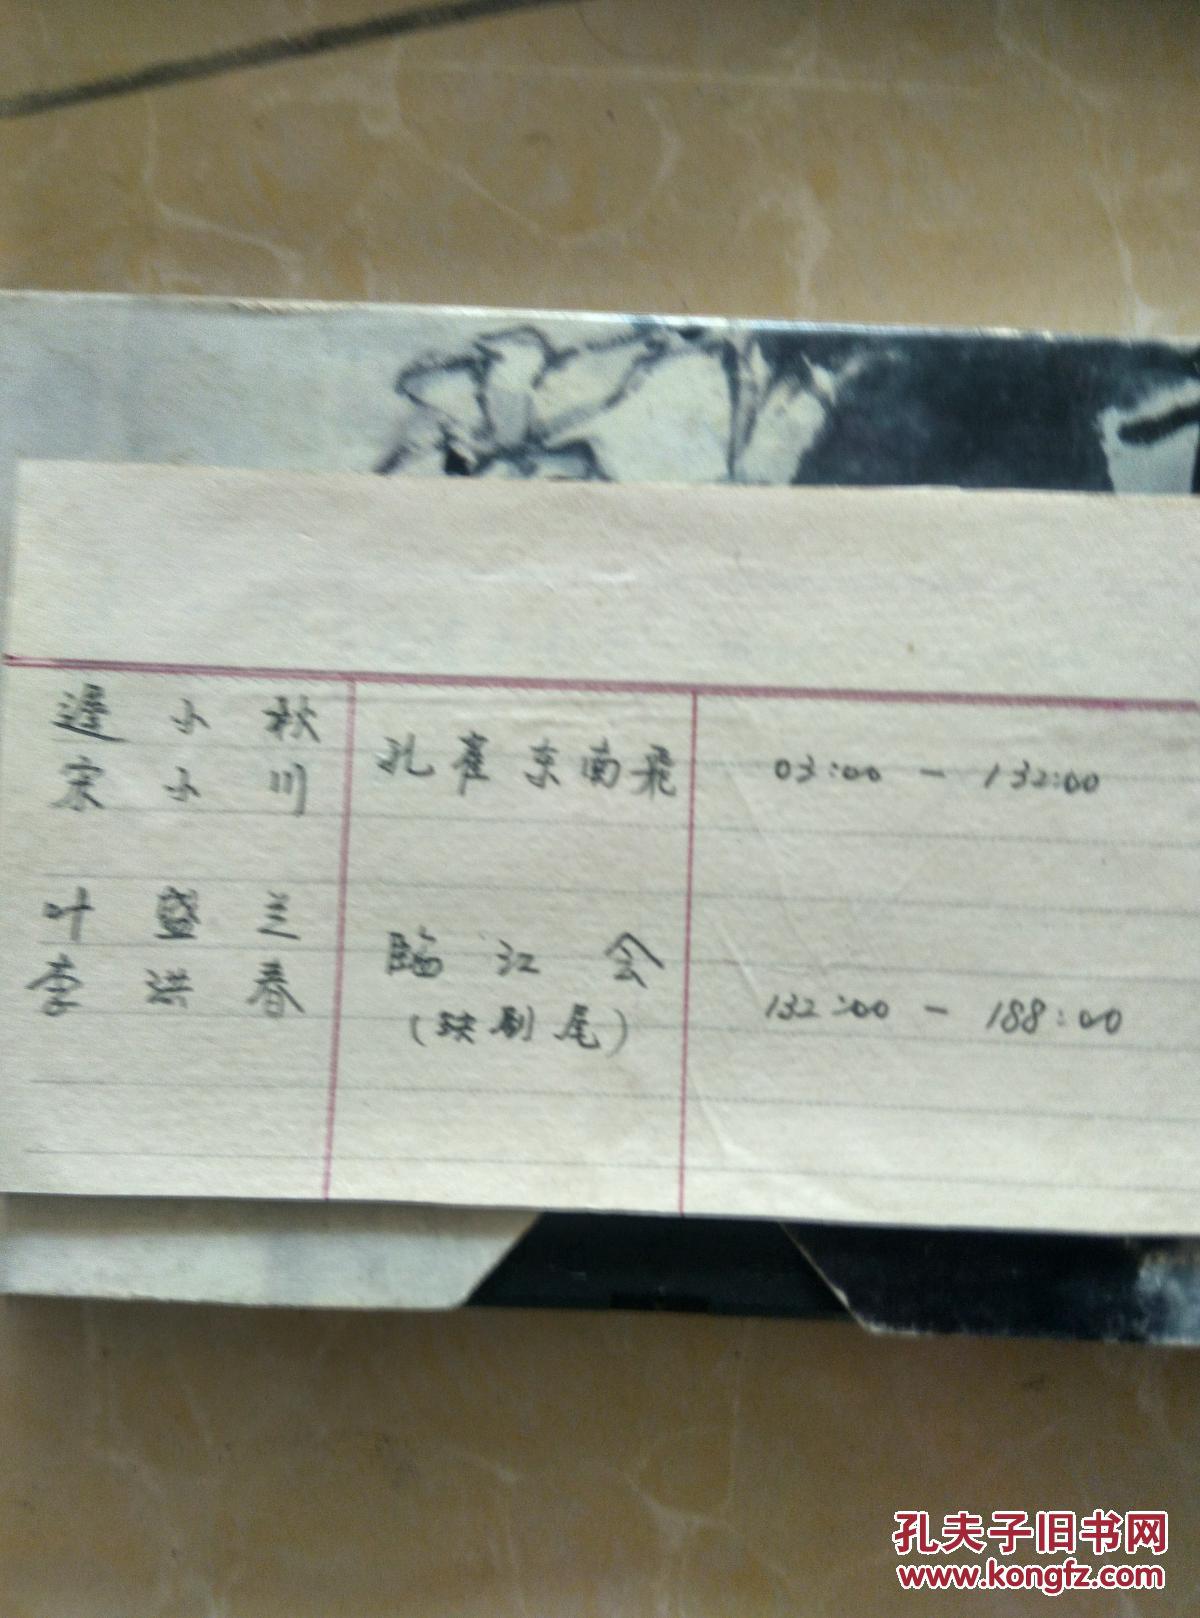 迟小秋
宋小川
孔雀东南飞
03:00 — 132:00
叶盛兰
李洪春
临江会
(缺剧尾)
132:00 — 188:00
孔夫子旧书网
www.kongfz.com